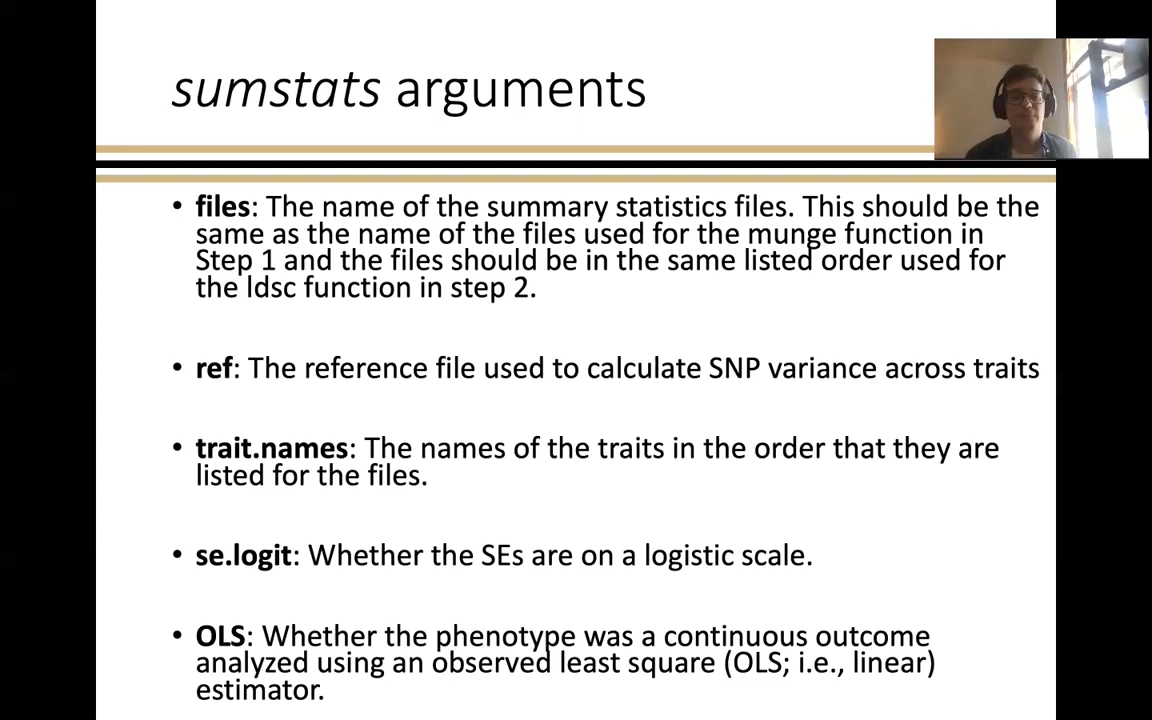 sumstats arguments
• files: The name of the summary statistics files. This should be the
same as the name of the files used for the munge function in
Step 1 and the files should be in the same listed order used for
the ldsc function in step 2.
• ref: The reference file used to calculate SNP variance across traits
• trait.names: The names of the traits in the order that they are
listed for the files.
• se.logit: Whether the SEs are on a logistic scale.
• OLS: Whether the phenotype was a continuous outcome
analyzed using an observed least square (OLS; i.e., linear)
estimator.